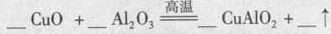 __ CuO + __ Al₂O₃ 高温 ═══ __ CuAlO₂ + __ ↑